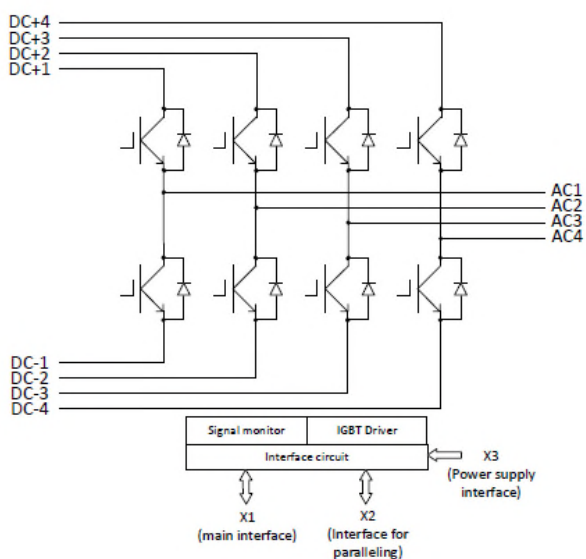 DC+4
DC+3
DC+2
DC+1
AC1
AC2
AC3
AC4
DC-1
DC-2
DC-3
DC-4
Signal monitor
IGBT Driver
Interface circuit
X3
(Power supply
interface)
X1
(main interface)
X2
(Interface for
paralleling)